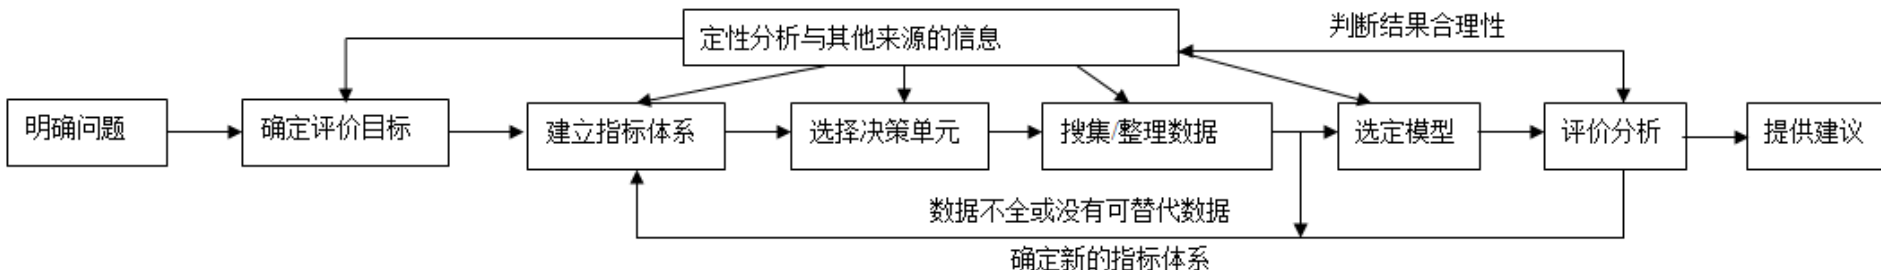 定性分析与其他来源的信息
判断结果合理性
明确问题
确定评价目标
建立指标体系
选择决策单元
搜集/整理数据
选定模型
评价分析
提供建议
数据不全或没有可替代数据
确定新的指标体系